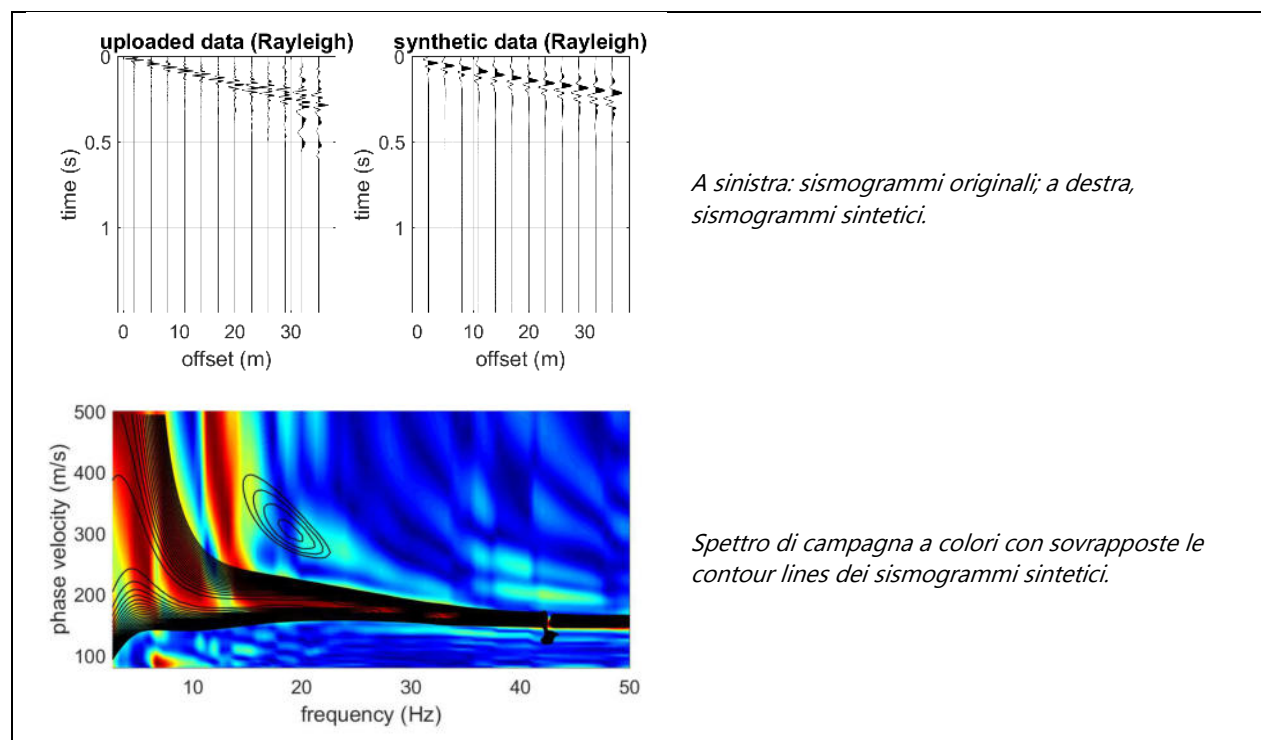 uploaded data (Rayleigh)
synthetic data (Rayleigh)
0
0.5
1
time (s)
0 10 20 30
offset (m)
0
0.5
1
time (s)
0 10 20 30
offset (m)
A sinistra: sismogrammi originali; a destra,
sismogrammi sintetici.
500
400
300
200
100
phase velocity (m/s)
10 20 30 40 50
frequency (Hz)
Spettro di campagna a colori con sovrapposte le
contour lines dei sismogrammi sintetici.